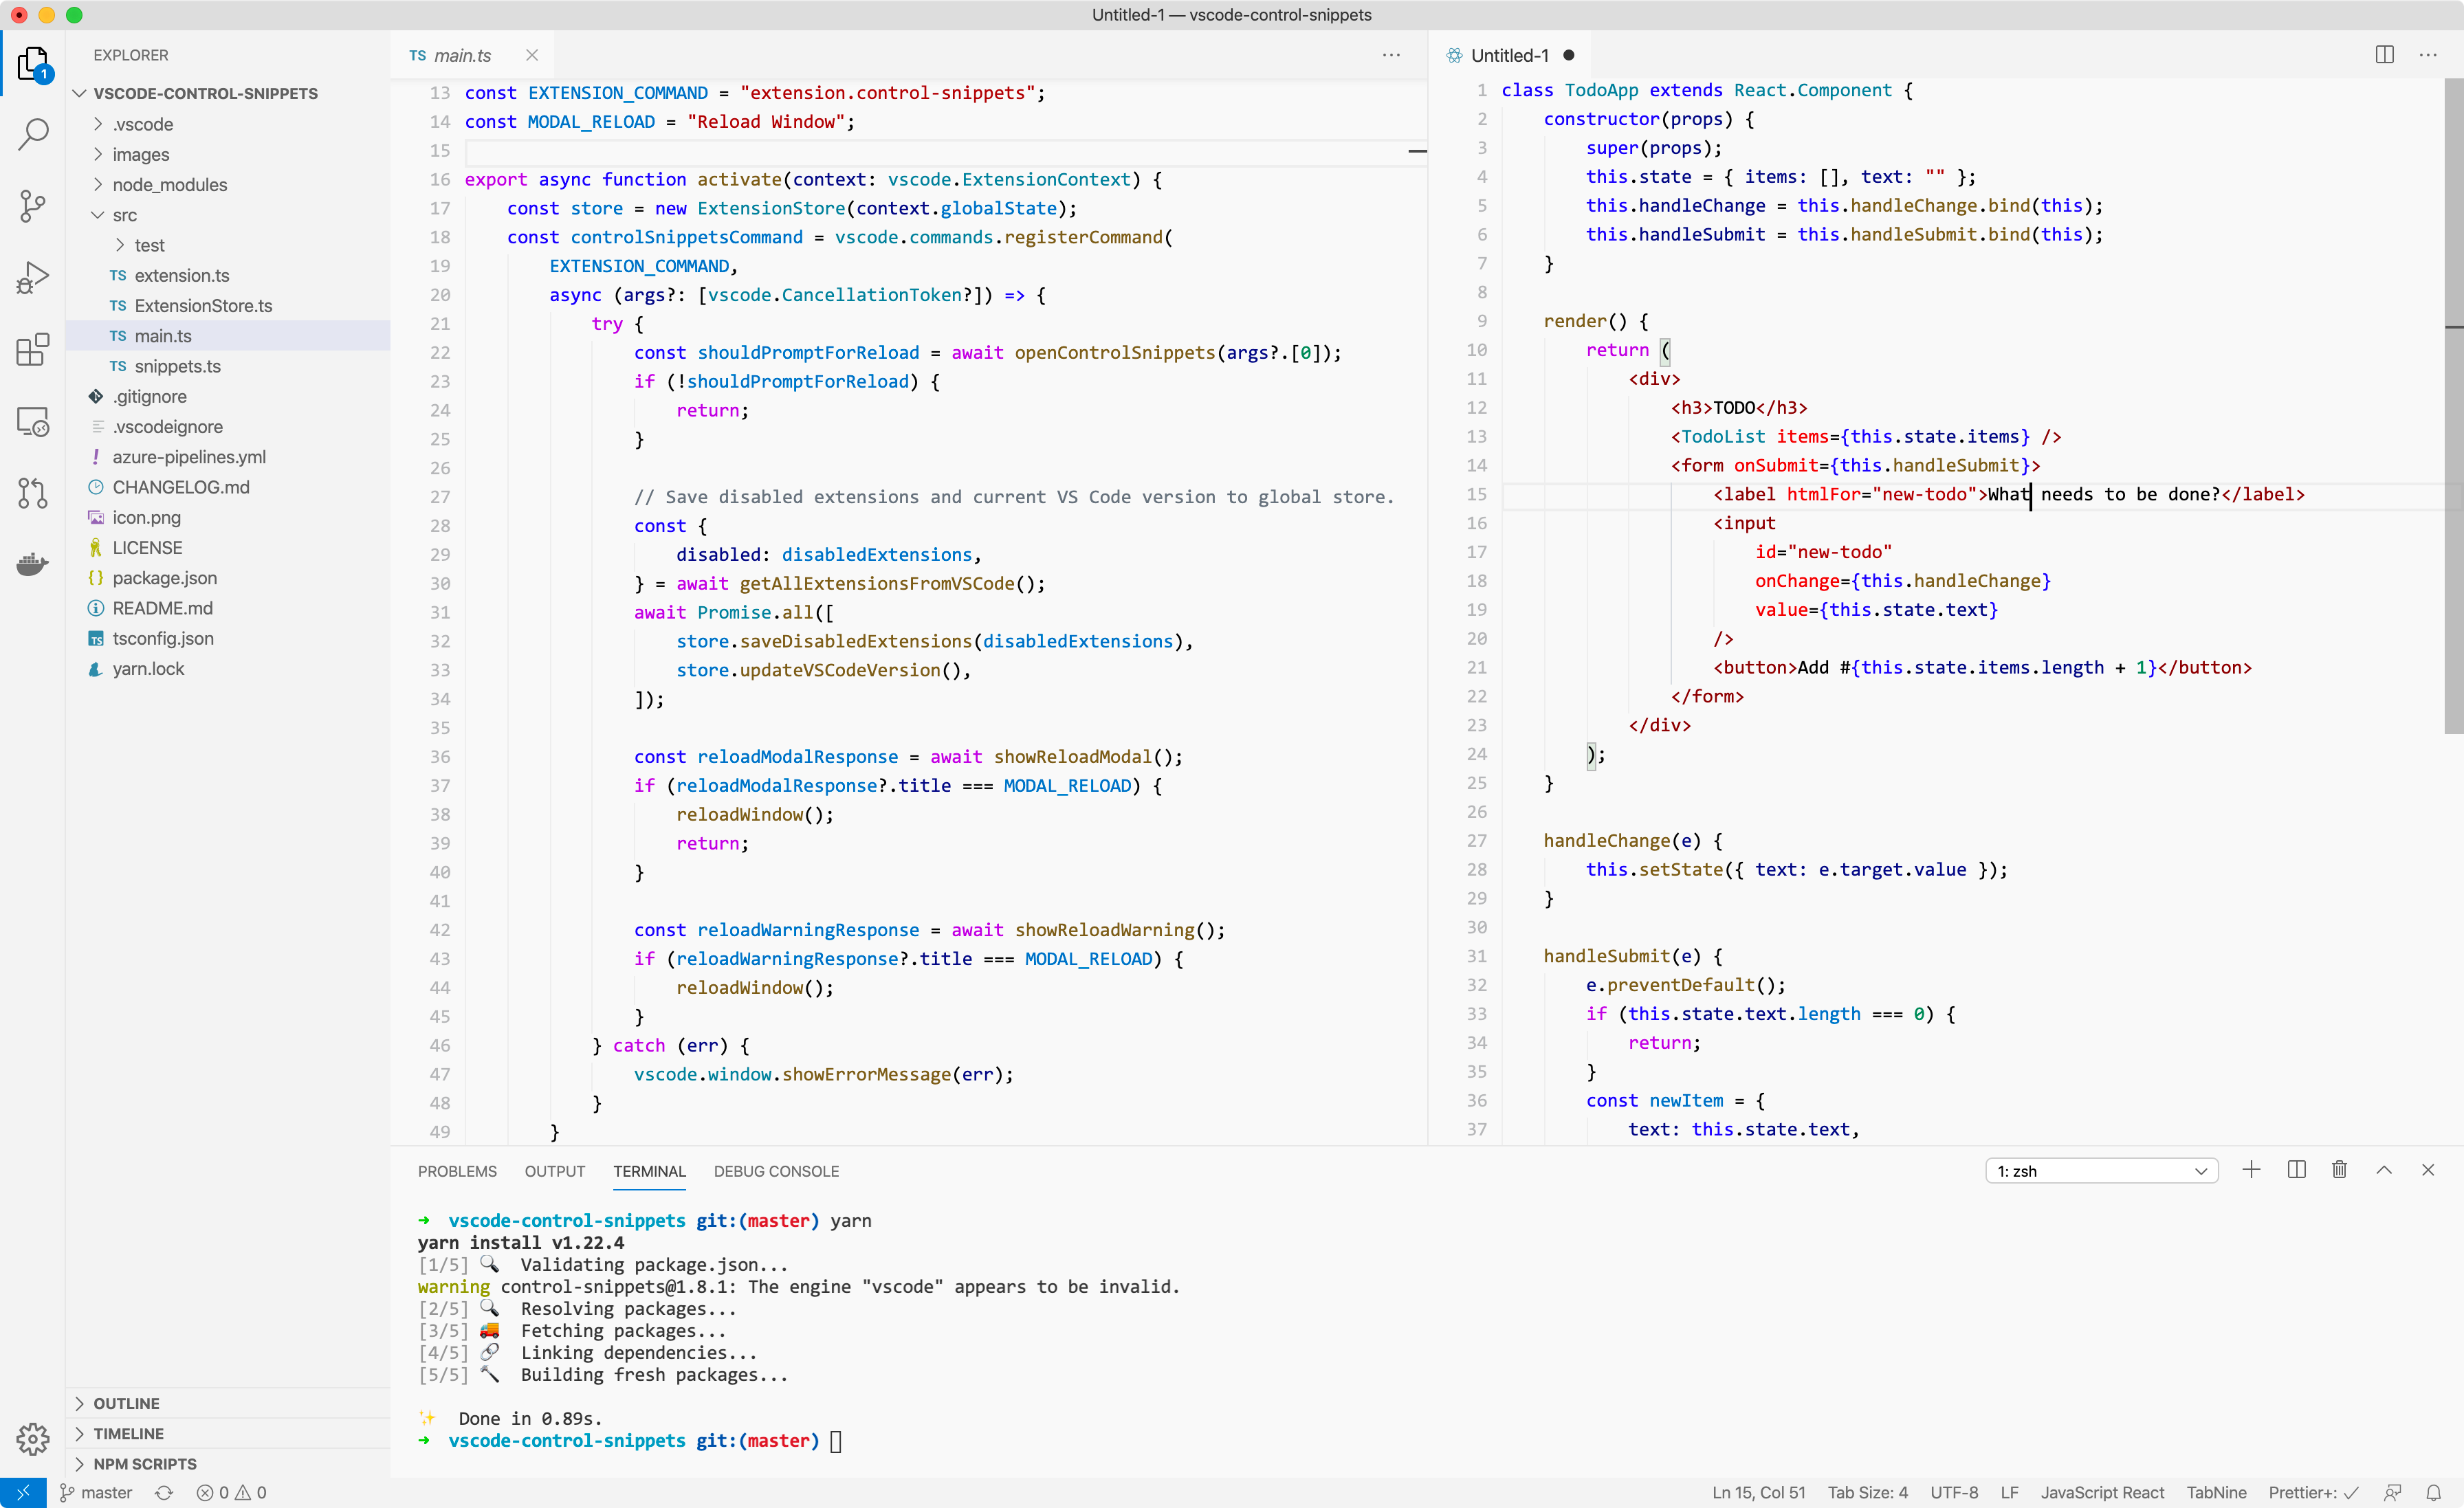 Untitled-1 — vscode-control-snippets
1
EXPLORER
VSCODE-CONTROL-SNIPPETS
.vscode
images
node_modules
src
test
TS extension.ts
TS ExtensionStore.ts
TS main.ts
TS snippets.ts
.gitignore
.vscodeignore
! azure-pipelines.yml
CHANGELOG.md
icon.png
LICENSE
{} package.json
README.md
TS tsconfig.json
yarn.lock
OUTLINE
TIMELINE
NPM SCRIPTS
TS main.ts
13 const EXTENSION_COMMAND = "extension.control-snippets";
14 const MODAL_RELOAD = "Reload Window";
15
16 export async function activate(context: vscode.ExtensionContext) {
17 const store = new ExtensionStore(context.globalState);
18 const controlSnippetsCommand = vscode.commands.registerCommand(
19 EXTENSION_COMMAND,
20 async (args?: [vscode.CancellationToken?]) => {
21 try {
22 const shouldPromptForReload = await openControlSnippets(args?.[0]);
23 if (!shouldPromptForReload) {
24 return;
25 }
26
27 // Save disabled extensions and current VS Code version to global store.
28 const {
29 disabled: disabledExtensions,
30 } = await getAllExtensionsFromVSCode();
31 await Promise.all([
32 store.saveDisabledExtensions(disabledExtensions),
33 store.updateVSCodeVersion(),
34 ]);
35
36 const reloadModalResponse = await showReloadModal();
37 if (reloadModalResponse?.title === MODAL_RELOAD) {
38 reloadWindow();
39 return;
40 }
41
42 const reloadWarningResponse = await showReloadWarning();
43 if (reloadWarningResponse?.title === MODAL_RELOAD) {
44 reloadWindow();
45 }
46 } catch (err) {
47 vscode.window.showErrorMessage(err);
48 }
49 }
Untitled-1
1 class TodoApp extends React.Component {
2 constructor(props) {
3 super(props);
4 this.state = { items: [], text: "" };
5 this.handleChange = this.handleChange.bind(this);
6 this.handleSubmit = this.handleSubmit.bind(this);
7 }
8
9 render() {
10 return (
11 <div>
12 <h3>TODO</h3>
13 <TodoList items={this.state.items} />
14 <form onSubmit={this.handleSubmit}>
15 <label htmlFor="new-todo">What needs to be done?</label>
16 <input
17 id="new-todo"
18 onChange={this.handleChange}
19 value={this.state.text}
20 />
21 <button>Add #{this.state.items.length + 1}</button>
22 </form>
23 </div>
24 );
25 }
26
27 handleChange(e) {
28 this.setState({ text: e.target.value });
29 }
30
31 handleSubmit(e) {
32 e.preventDefault();
33 if (this.state.text.length === 0) {
34 return;
35 }
36 const newItem = {
37 text: this.state.text,
PROBLEMS OUTPUT TERMINAL DEBUG CONSOLE
1: zsh
➜ vscode-control-snippets git:(master) yarn
yarn install v1.22.4
[1/5] 🔍 Validating package.json...
warning control-snippets@1.8.1: The engine "vscode" appears to be invalid.
[2/5] 🔍 Resolving packages...
[3/5] 🚚 Fetching packages...
[4/5] 🔗 Linking dependencies...
[5/5] 🔨 Building fresh packages...
✨ Done in 0.89s.
➜ vscode-control-snippets git:(master)
master 0 0
Ln 15, Col 51 Tab Size: 4 UTF-8 LF JavaScript React TabNine Prettier+: ✓